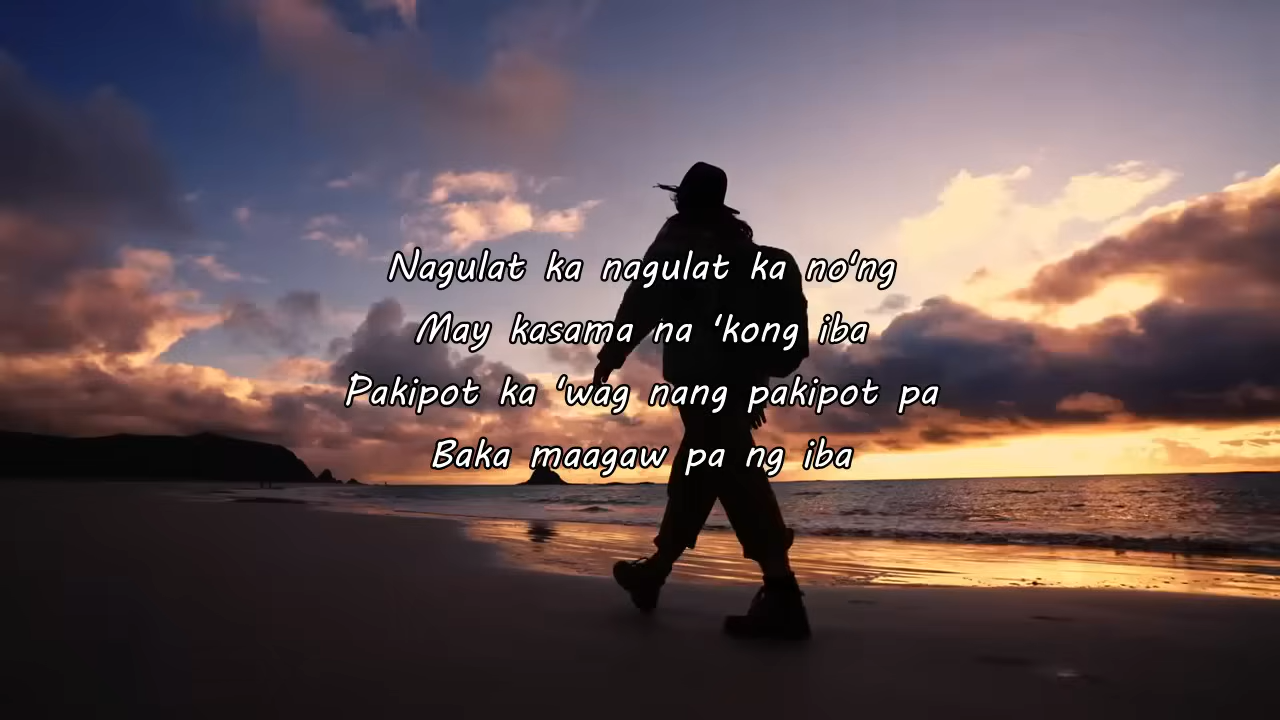 Nagulat ka nagulat ka no'ng
May kasama na 'kong iba
Pakipot ka 'wag nang pakipot pa
Baka maagaw pa ng iba